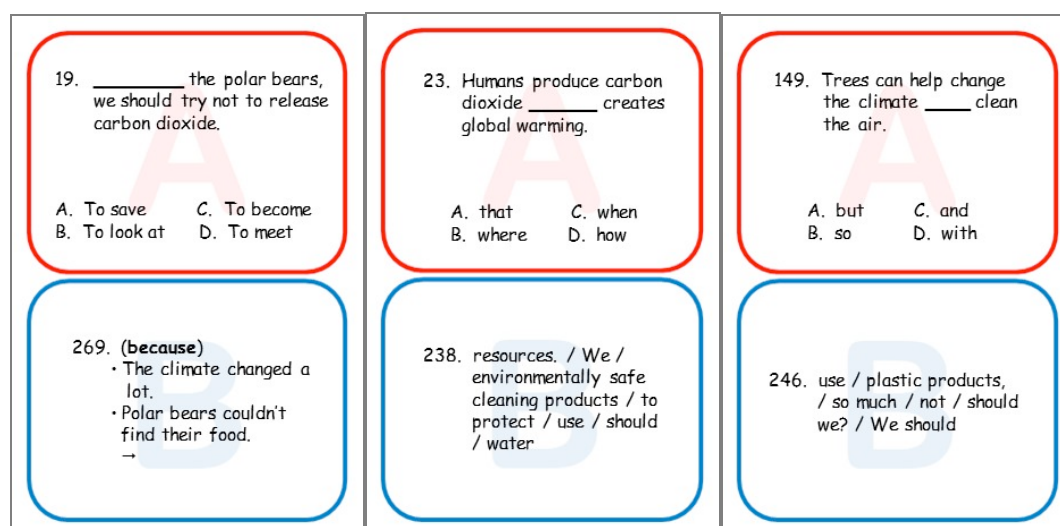 19. ________ the polar bears,
we should try not to release
carbon dioxide.
A. To save C. To become
B. To look at D. To meet
A
23. Humans produce carbon
dioxide ______ creates
global warming.
A. that C. when
B. where D. how
A
149. Trees can help change
the climate ____ clean
the air.
A. but C. and
B. so D. with
A
269. (because)
· The climate changed a
lot.
· Polar bears couldn't
find their food.
→
B
238. resources. / We /
environmentally safe
cleaning products / to
protect / use / should
/ water
B
246. use / plastic products,
/ so much / not / should
we? / We should
B